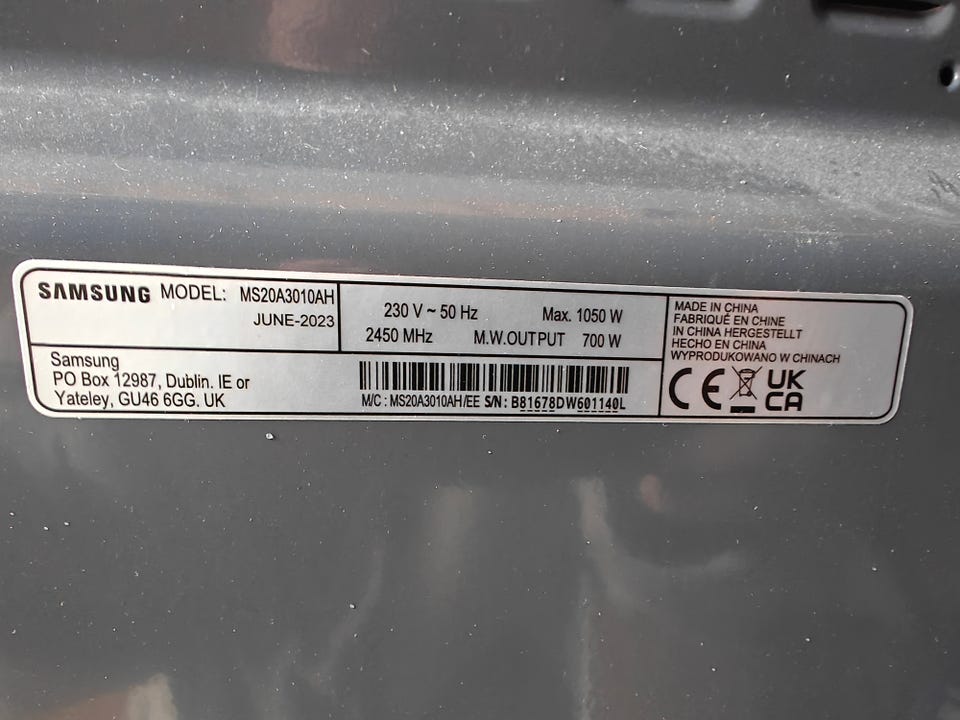 SAMSUNG MODEL: MS20A3010AH
JUNE-2023
230 V ~ 50 Hz Max. 1050 W
2450 MHz M.W.OUTPUT 700 W
Samsung
PO Box 12987, Dublin. IE or
Yateley, GU46 6GG. UK
M/C : MS20A3010AH/EE S/N : B81678DW601140L
MADE IN CHINA
FABRIQUÉ EN CHINE
IN CHINA HERGESTELLT
HECHO EN CHINA
WYPRODUKOWANO W CHINACH
CE UK
CA